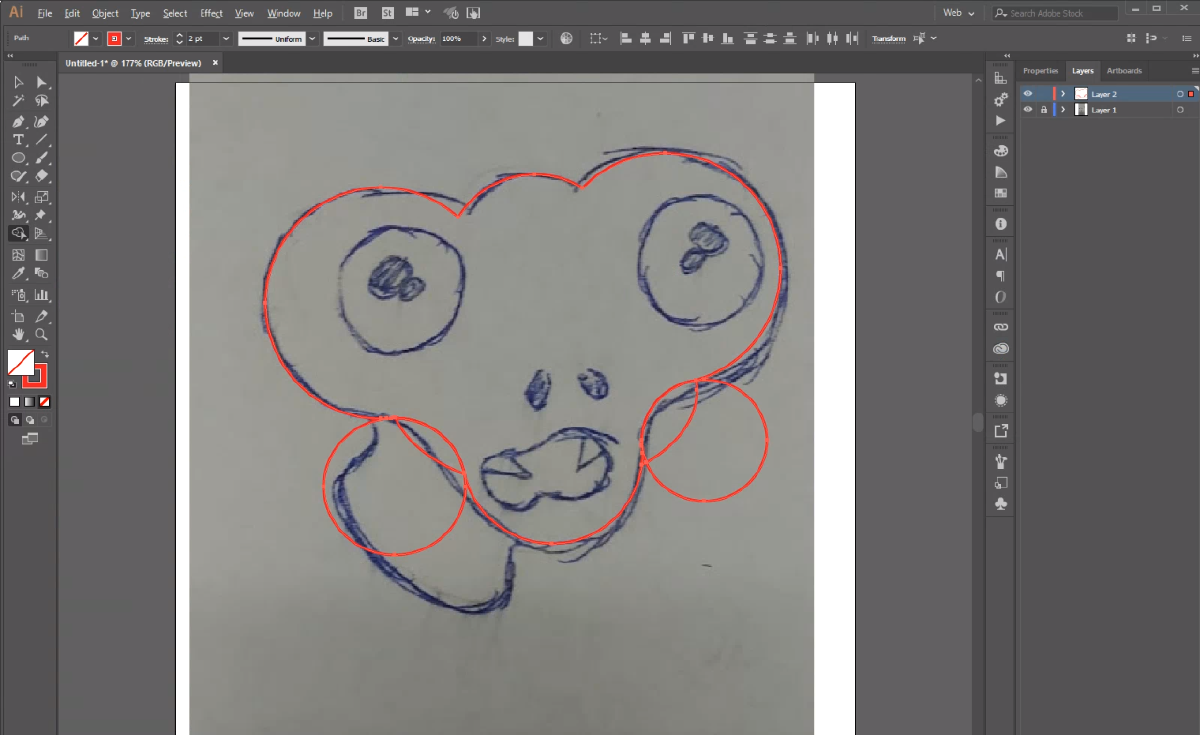 Ai File Edit Object Type Select Effect View Window Help Br St Web Search Adobe Stock
Path Stroke: 2 pt Uniform Basic Opacity: 100% Style: Transform
Untitled-1* @ 177% (RGB/Preview) ×
Properties Layers Artboards
Layer 2
Layer 1